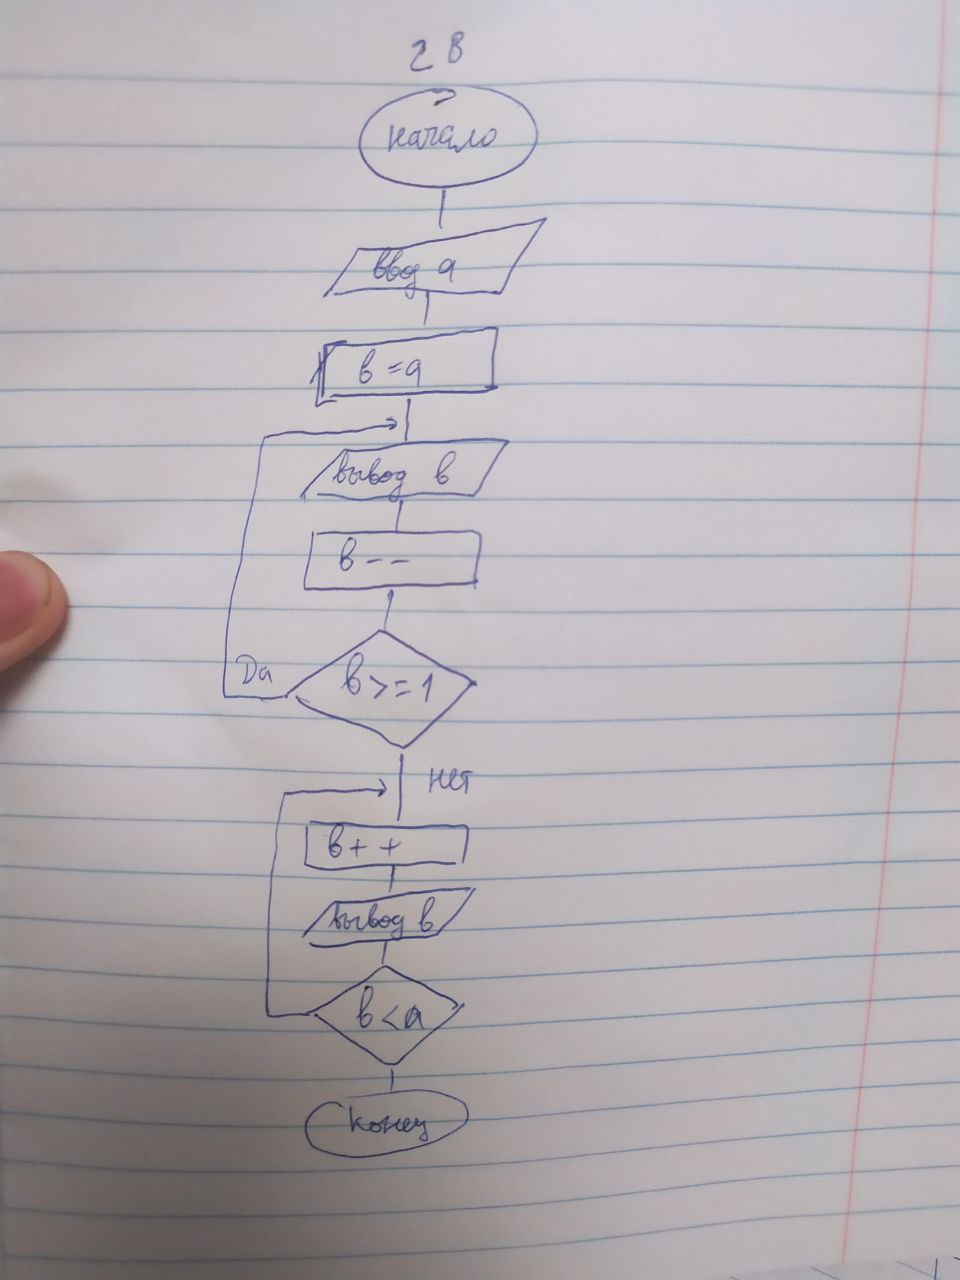 2 в
начало
ввод a
в = a
вывод в
в - -
в >= 1
Да
нет
в + +
вывод в
в < a
конец